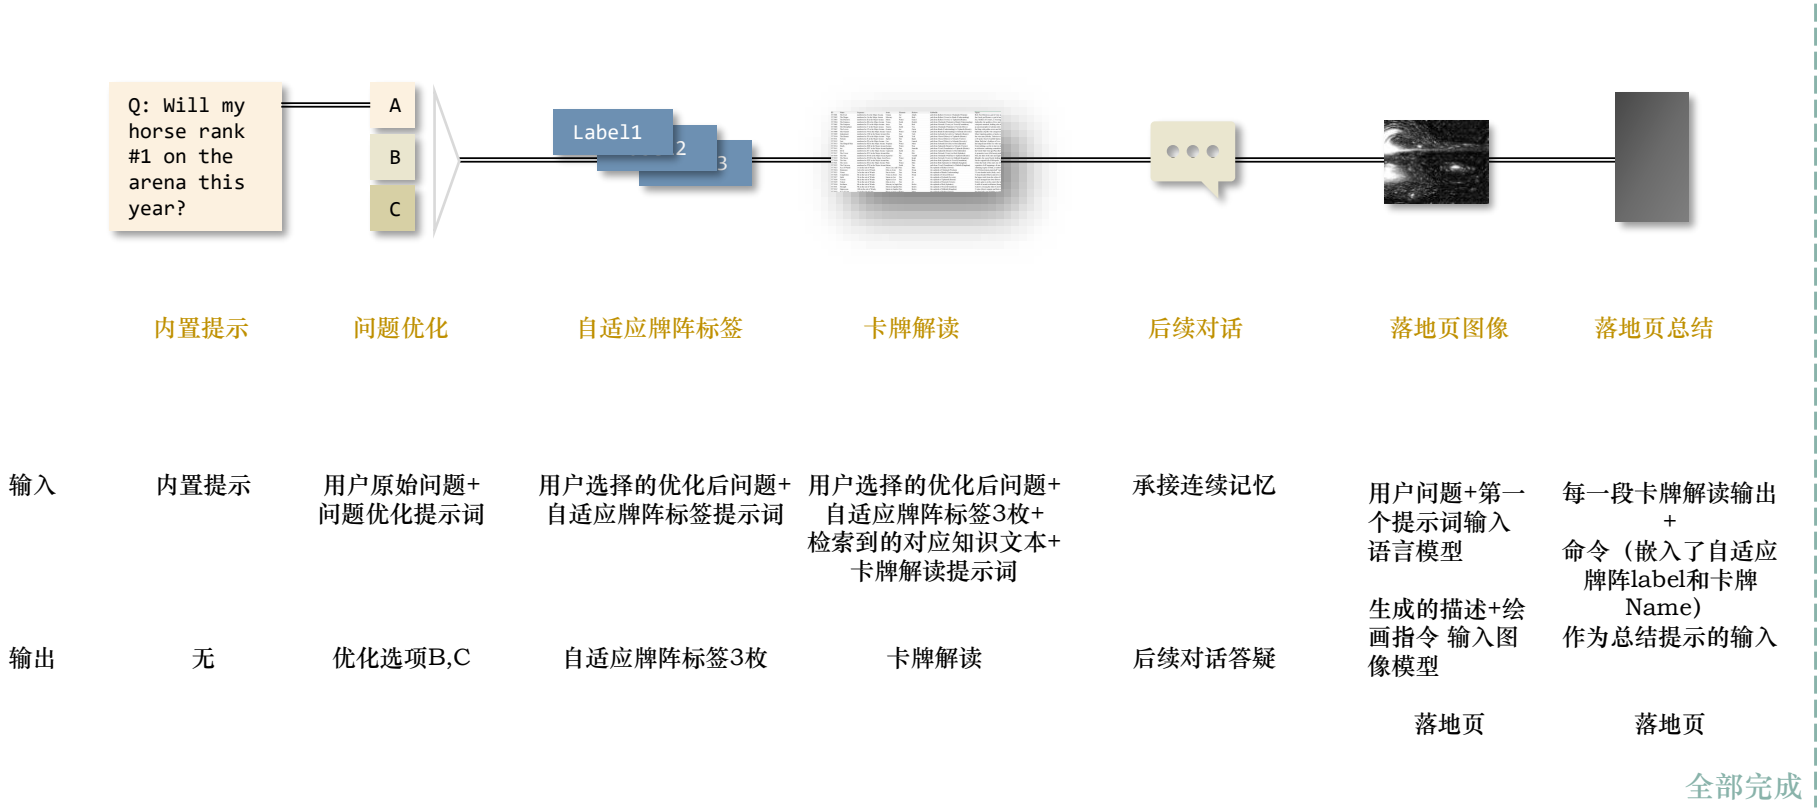 Q: Will my
horse rank
#1 on the
arena this
year?
A
B
C
Label1
2
3
内置提示
问题优化
自适应牌阵标签
卡牌解读
后续对话
落地页图像
落地页总结
输入
内置提示
用户原始问题+
问题优化提示词
用户选择的优化后问题+
自适应牌阵标签提示词
用户选择的优化后问题+
自适应牌阵标签3枚+
检索到的对应知识文本+
卡牌解读提示词
承接连续记忆
用户问题+第一
个提示词输入
语言模型
生成的描述+绘
画指令 输入图
像模型
每一段卡牌解读输出
+
命令（嵌入了自适应
牌阵label和卡牌
Name）
作为总结提示的输入
输出
无
优化选项B,C
自适应牌阵标签3枚
卡牌解读
后续对话答疑
落地页
落地页
全部完成